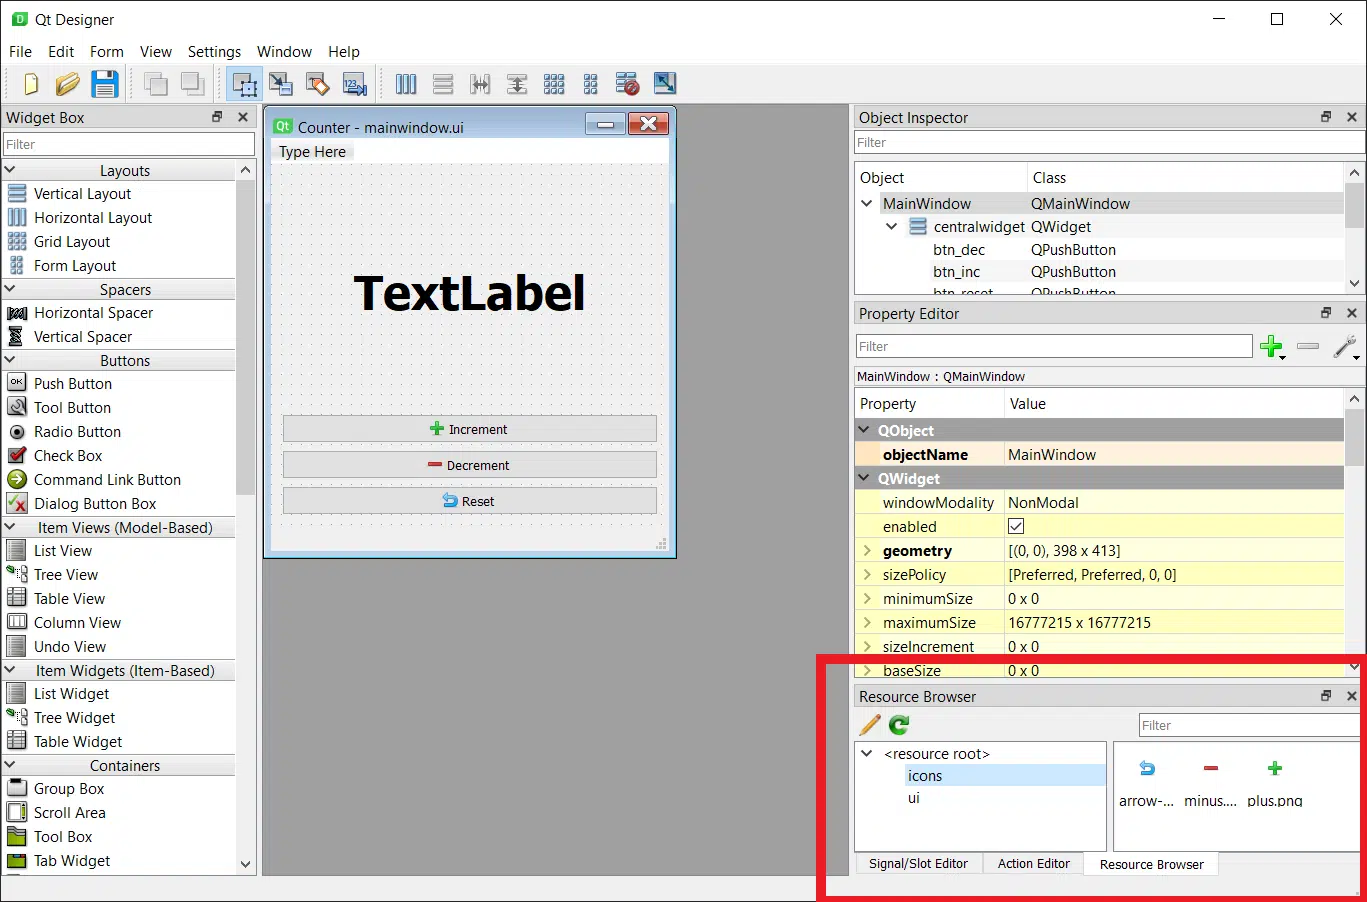 Qt Designer
File Edit Form View Settings Window Help
Widget Box
Filter
Layouts
Vertical Layout
Horizontal Layout
Grid Layout
Form Layout
Spacers
Horizontal Spacer
Vertical Spacer
Buttons
OK
Push Button
Tool Button
Radio Button
Check Box
Command Link Button
Dialog Button Box
Item Views (Model-Based)
List View
Tree View
Table View
Column View
Undo View
Item Widgets (Item-Based)
List Widget
Tree Widget
Table Widget
Containers
Group Box
Scroll Area
Tool Box
Tab Widget
Qt Counter - mainwindow.ui
Type Here
TextLabel
Increment
Decrement
Reset
Object Inspector
Filter
Object Class
MainWindow QMainWindow
centralwidget QWidget
btn_dec QPushButton
btn_inc QPushButton
btn_reset QPushButton
Property Editor
Filter
MainWindow : QMainWindow
Property Value
QObject
objectName MainWindow
QWidget
windowModality NonModal
enabled
geometry [(0, 0), 398 x 413]
sizePolicy [Preferred, Preferred, 0, 0]
minimumSize 0 x 0
maximumSize 16777215 x 16777215
sizeIncrement 0 x 0
baseSize 0 x 0
Resource Browser
Filter
<resource root>
icons
ui
arrow-... minus.... plus.png
Signal/Slot Editor Action Editor Resource Browser